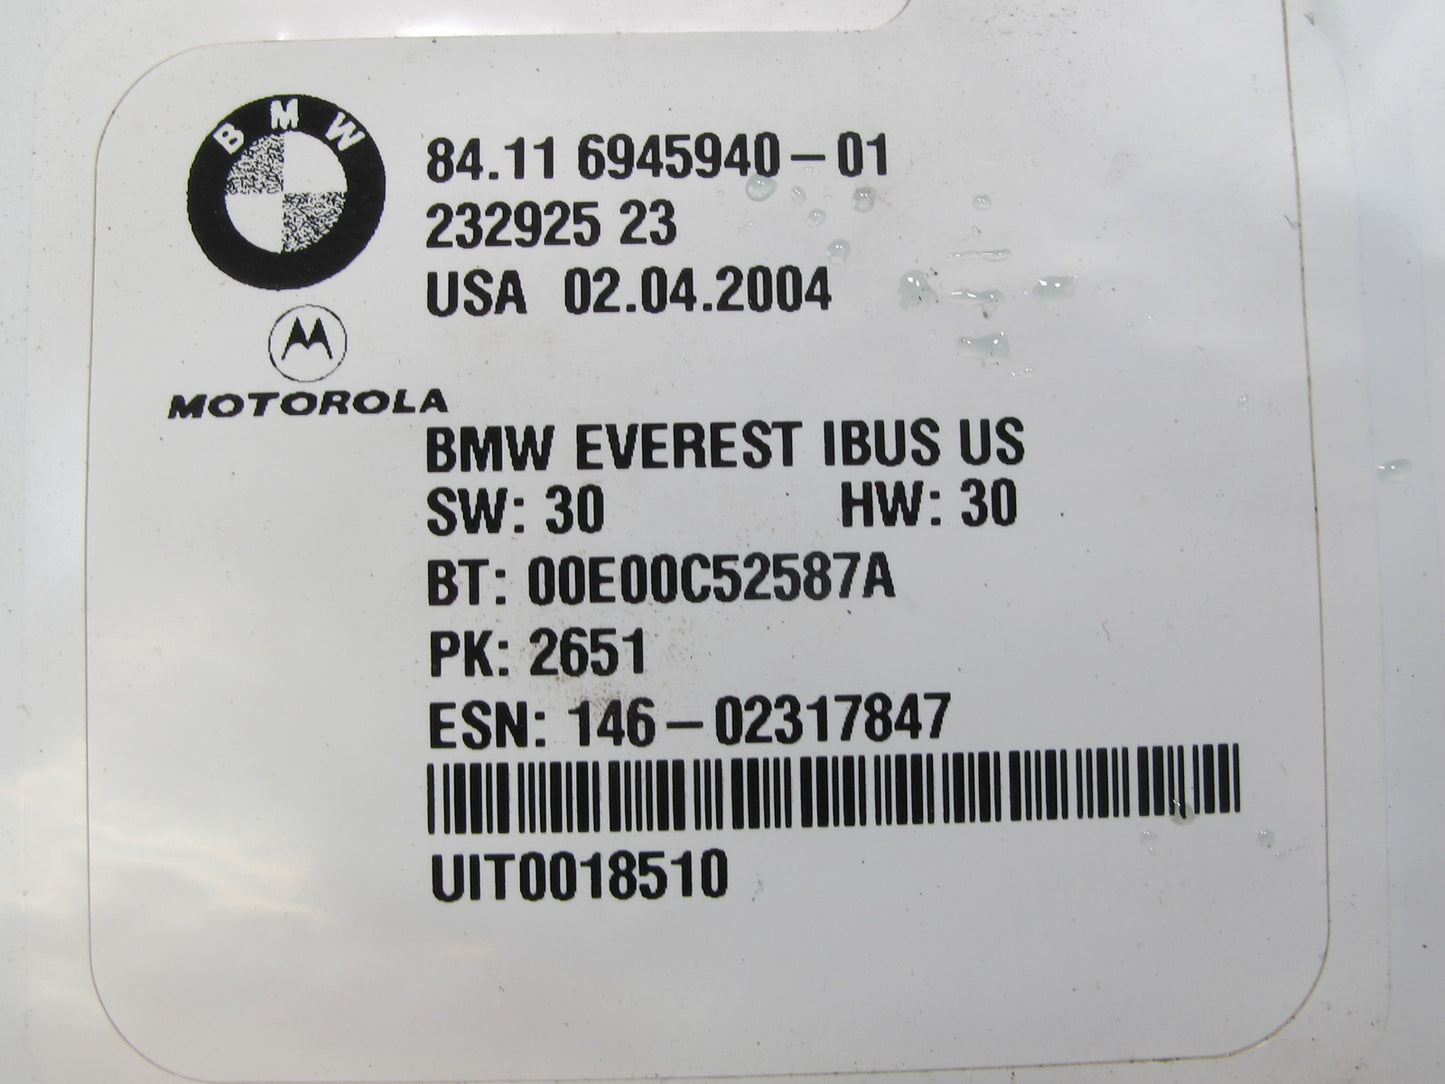 BMW
84.11 6945940-01
232925 23
USA 02.04.2004
MOTOROLA
BMW EVEREST IBUS US
SW: 30 HW: 30
BT: 00E00C52587A
PK: 2651
ESN: 146-02317847
UIT0018510